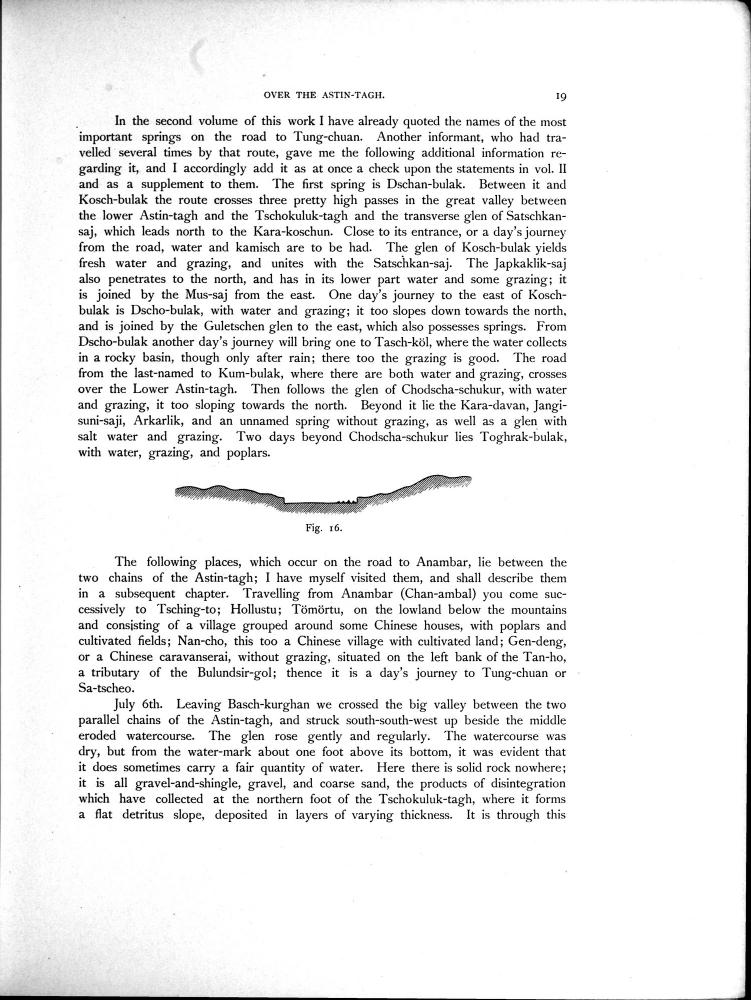 OVER THE ASTIN-TAGH. 19
In the second volume of this work I have already quoted the names of the most
important springs on the road to Tung-chuan. Another informant, who had tra-
velled several times by that route, gave me the following additional information re-
garding it, and I accordingly add it as at once a check upon the statements in vol. II
and as a supplement to them. The first spring is Dschan-bulak. Between it and
Kosch-bulak the route crosses three pretty high passes in the great valley between
the lower Astin-tagh and the Tschokuluk-tagh and the transverse glen of Satschkan-
saj, which leads north to the Kara-koschun. Close to its entrance, or a day's journey
from the road, water and kamisch are to be had. The glen of Kosch-bulak yields
fresh water and grazing, and unites with the Satschkan-saj. The Japkaklik-saj
also penetrates to the north, and has in its lower part water and some grazing; it
is joined by the Mus-saj from the east. One day's journey to the east of Kosch-
bulak is Dscho-bulak, with water and grazing; it too slopes down towards the north,
and is joined by the Guletschen glen to the east, which also possesses springs. From
Dscho-bulak another day's journey will bring one to Tasch-köl, where the water collects
in a rocky basin, though only after rain; there too the grazing is good. The road
from the last-named to Kum-bulak, where there are both water and grazing, crosses
over the Lower Astin-tagh. Then follows the glen of Chodscha-schukur, with water
and grazing, it too sloping towards the north. Beyond it lie the Kara-davan, Jangi-
suni-saji, Arkarlik, and an unnamed spring without grazing, as well as a glen with
salt water and grazing. Two days beyond Chodscha-schukur lies Toghrak-bulak,
with water, grazing, and poplars.
Fig. 16.
The following places, which occur on the road to Anambar, lie between the
two chains of the Astin-tagh; I have myself visited them, and shall describe them
in a subsequent chapter. Travelling from Anambar (Chan-ambal) you come suc-
cessively to Tsching-to; Hollustu; Tömörtu, on the lowland below the mountains
and consisting of a village grouped around some Chinese houses, with poplars and
cultivated fields; Nan-cho, this too a Chinese village with cultivated land; Gen-deng,
or a Chinese caravanserai, without grazing, situated on the left bank of the Tan-ho,
a tributary of the Bulundsir-gol; thence it is a day's journey to Tung-chuan or
Sa-tscheo.
July 6th. Leaving Basch-kurghan we crossed the big valley between the two
parallel chains of the Astin-tagh, and struck south-south-west up beside the middle
eroded watercourse. The glen rose gently and regularly. The watercourse was
dry, but from the water-mark about one foot above its bottom, it was evident that
it does sometimes carry a fair quantity of water. Here there is solid rock nowhere;
it is all gravel-and-shingle, gravel, and coarse sand, the products of disintegration
which have collected at the northern foot of the Tschokuluk-tagh, where it forms
a flat detritus slope, deposited in layers of varying thickness. It is through this